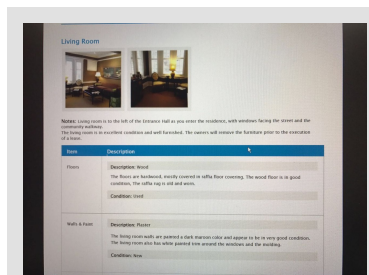 Living Room
Notes: Living room is to the left of the Entrance Hall as you enter the residence, with windows facing the street and the
community walkway.
The living room is in excellent condition and well furnished. The owners will remove the furniture prior to the execution
of a lease.
Item Description
Floors Description: Wood
The floors are hardwood, mostly covered in raffia floor covering. The wood floor is in good
condition, The raffia rug is old and worn.
Condition: Used
Walls & Paint Description: Plaster
The living room walls are painted a dark maroon color and appear to be in very good condition.
The living room also has white painted trim around the windows and the molding.
Condition: New